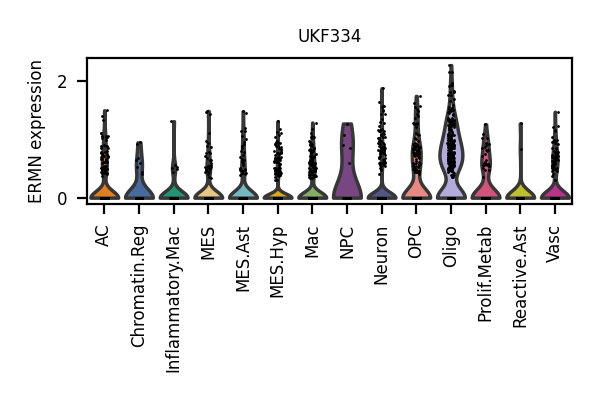 UKF334
ERMN expression
2
0
AC
Chromatin.Reg
Inflammatory.Mac
MES
MES.Ast
MES.Hyp
Mac
NPC
Neuron
OPC
Oligo
Prolif.Metab
Reactive.Ast
Vasc